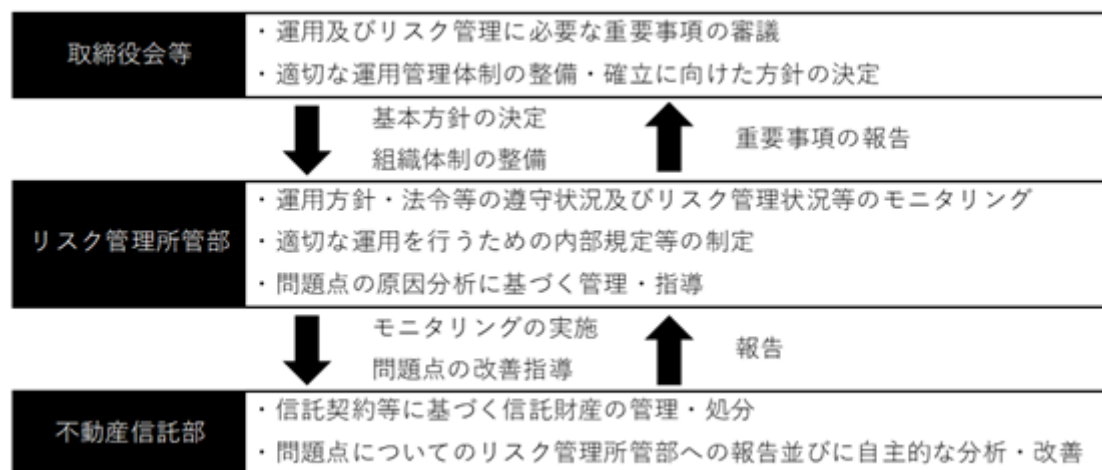 取締役会等
・運用及びリスク管理に必要な重要事項の審議
・適切な運用管理体制の整備・確立に向けた方針の決定
基本方針の決定
組織体制の整備
重要事項の報告
リスク管理所管部
・運用方針・法令等の遵守状況及びリスク管理状況等のモニタリング
・適切な運用を行うための内部規定等の制定
・問題点の原因分析に基づく管理・指導
モニタリングの実施
問題点の改善指導
報告
不動産信託部
・信託契約等に基づく信託財産の管理・処分
・問題点についてのリスク管理所管部への報告並びに自主的な分析・改善